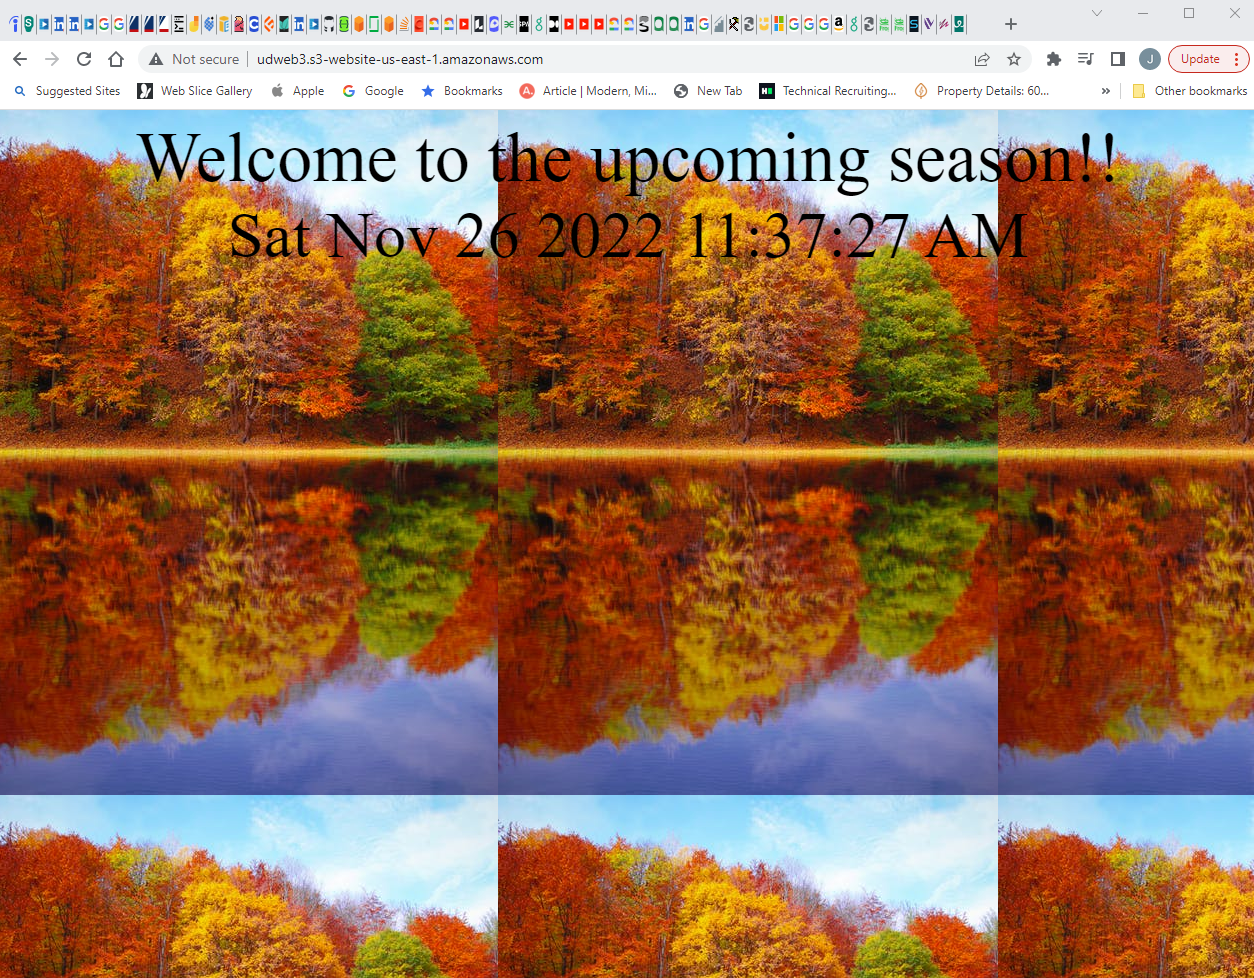 Not secure udweb3.s3-website-us-east-1.amazonaws.com J Update
Suggested Sites Web Slice Gallery Apple Google Bookmarks Article | Modern, Mi... New Tab Technical Recruiting... Property Details: 60... » Other bookmarks
Welcome to the upcoming season!!
Sat Nov 26 2022 11:37:27 AM